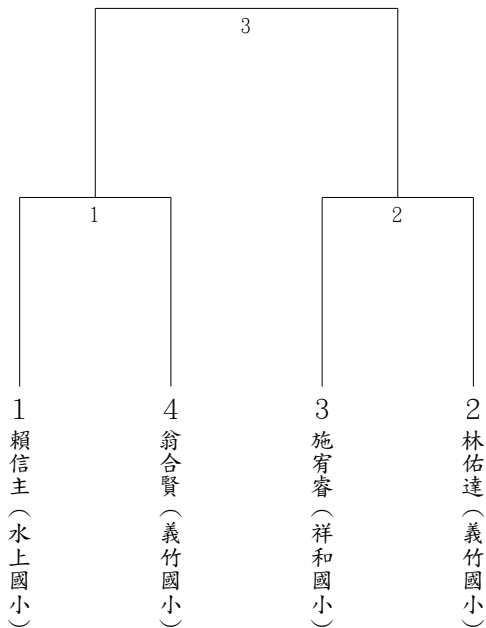 3
1
2
1 賴信主(水上國小)
4 翁合賢(義竹國小)
3 施宥睿(祥和國小)
2 林佑達(義竹國小)